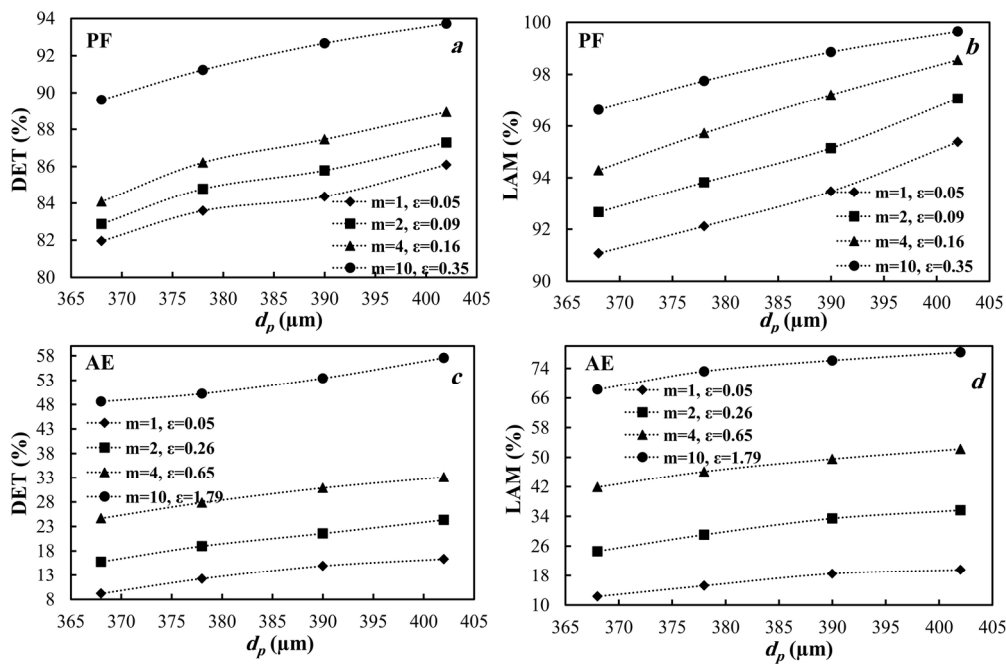 PF
a
DET (%)
94
92
90
88
86
84
82
80
m=1, ε=0.05
m=2, ε=0.09
m=4, ε=0.16
m=10, ε=0.35
365 370 375 380 385 390 395 400 405
dp (μm)
PF
b
LAM (%)
100
98
96
94
92
90
m=1, ε=0.05
m=2, ε=0.09
m=4, ε=0.16
m=10, ε=0.35
365 370 375 380 385 390 395 400 405
dp (μm)
AE
c
DET (%)
58
53
48
43
38
33
28
23
18
13
8
m=1, ε=0.05
m=2, ε=0.26
m=4, ε=0.65
m=10, ε=1.79
365 370 375 380 385 390 395 400 405
dp (μm)
AE
d
LAM (%)
74
66
58
50
42
34
26
18
10
m=1, ε=0.05
m=2, ε=0.26
m=4, ε=0.65
m=10, ε=1.79
365 370 375 380 385 390 395 400 405
dp (μm)